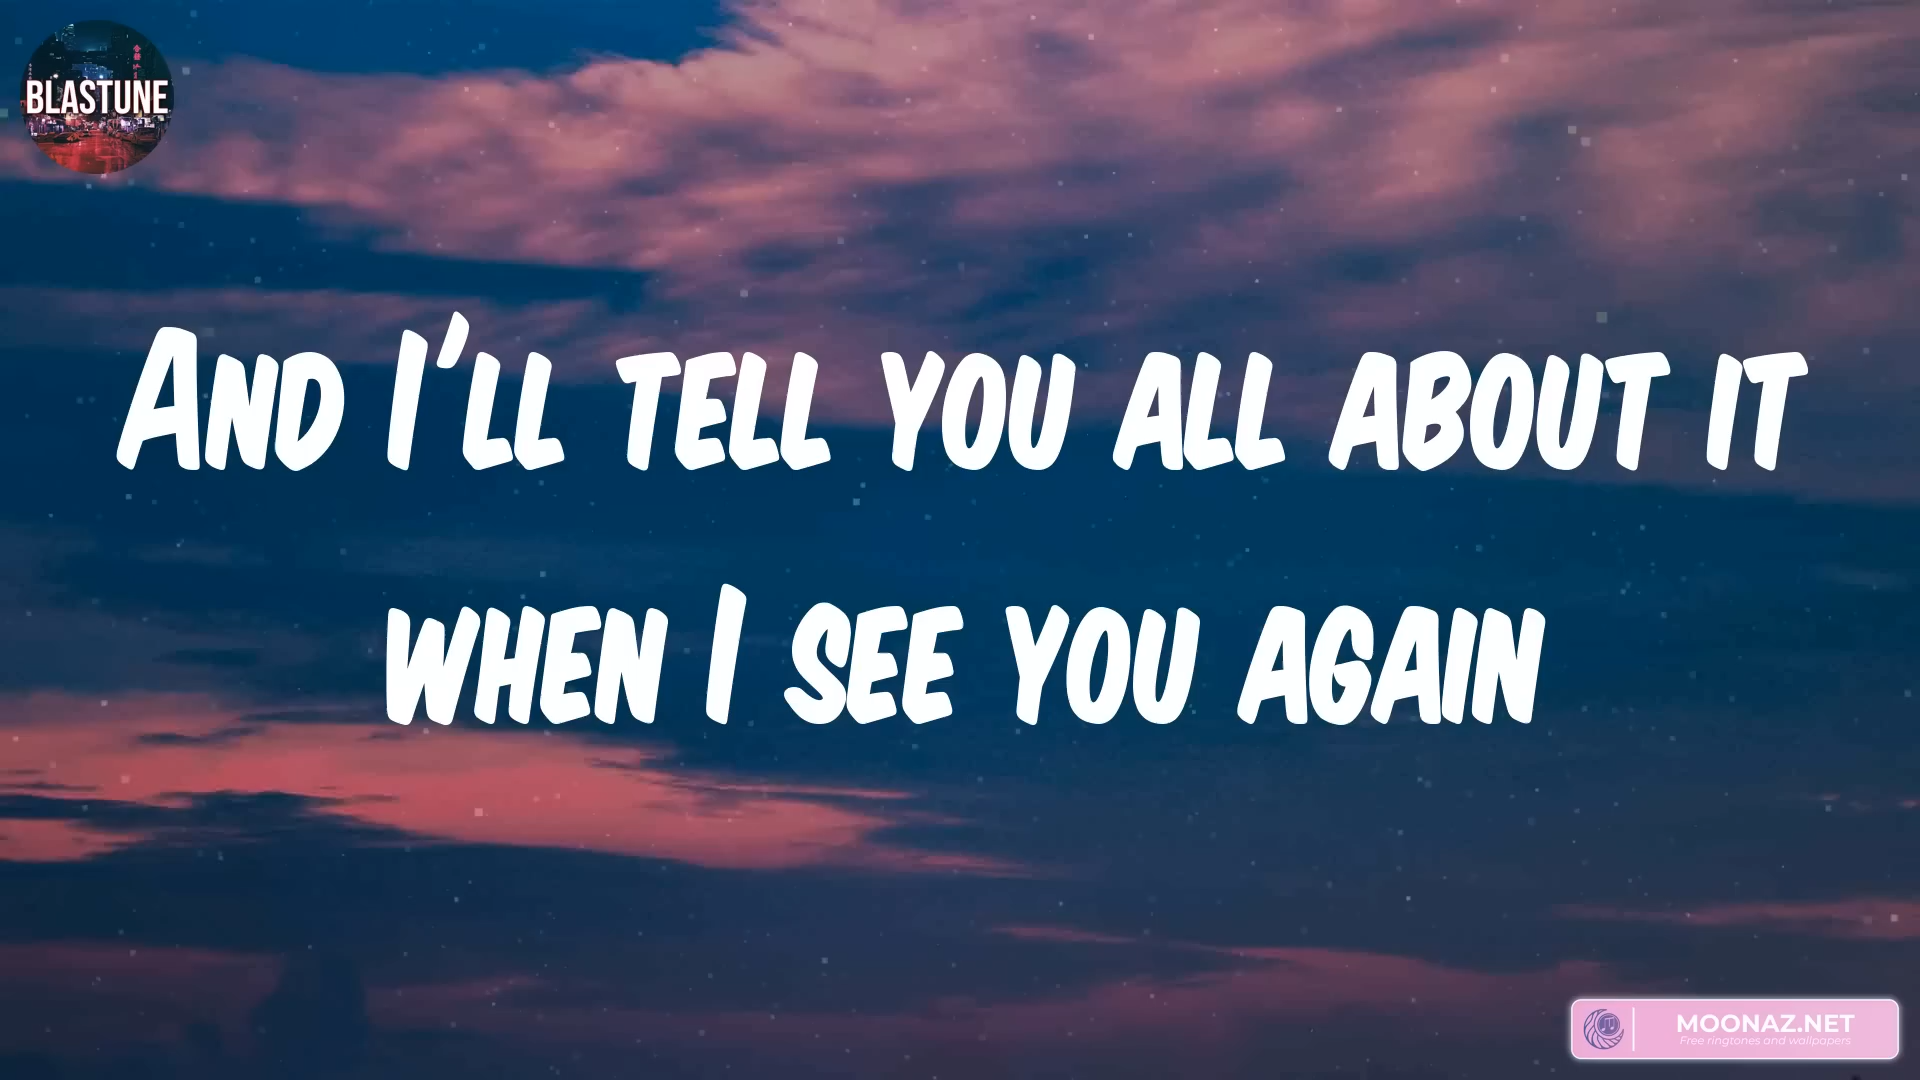 BLASTUNE
And I'll tell you all about it
when I see you again
MOONAZ.NET
Free ringtones and wallpapers